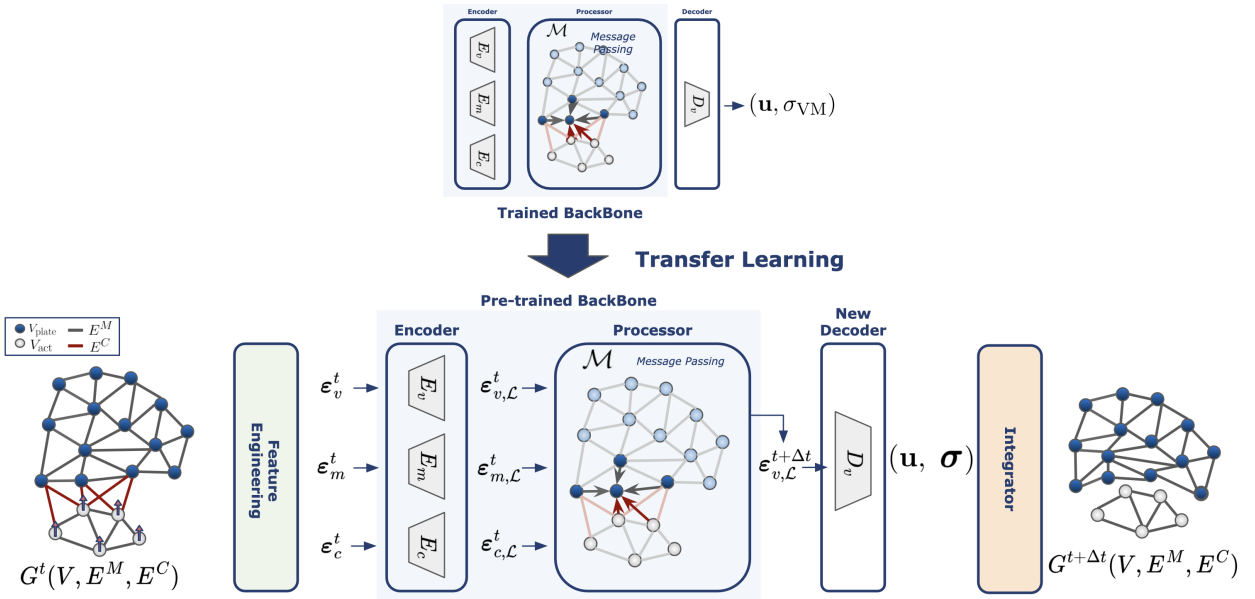 Encoder
Processor
Decoder
E_v
E_m
E_c
ℳ
Message
Passing
D_v
(u, σ_VM)
Trained BackBone
Transfer Learning
Pre-trained BackBone
V_plate E^M
V_act E^C
G^t(V, E^M, E^C)
Feature
Engineering
ε_v^t
ε_m^t
ε_c^t
Encoder
E_v
E_m
E_c
ε_{v,ℒ}^t
ε_{m,ℒ}^t
ε_{c,ℒ}^t
Processor
ℳ
Message Passing
ε_{v,ℒ}^{t+Δt}
New
Decoder
D_v
(u, σ)
Integrator
G^{t+Δt}(V, E^M, E^C)